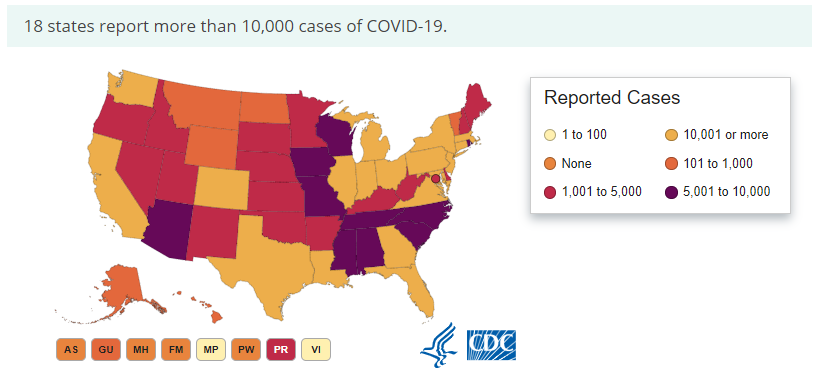 18 states report more than 10,000 cases of COVID-19.
Reported Cases
1 to 100
10,001 or more
None
101 to 1,000
1,001 to 5,000
5,001 to 10,000
AS GU MH FM MP PW PR VI
CDC